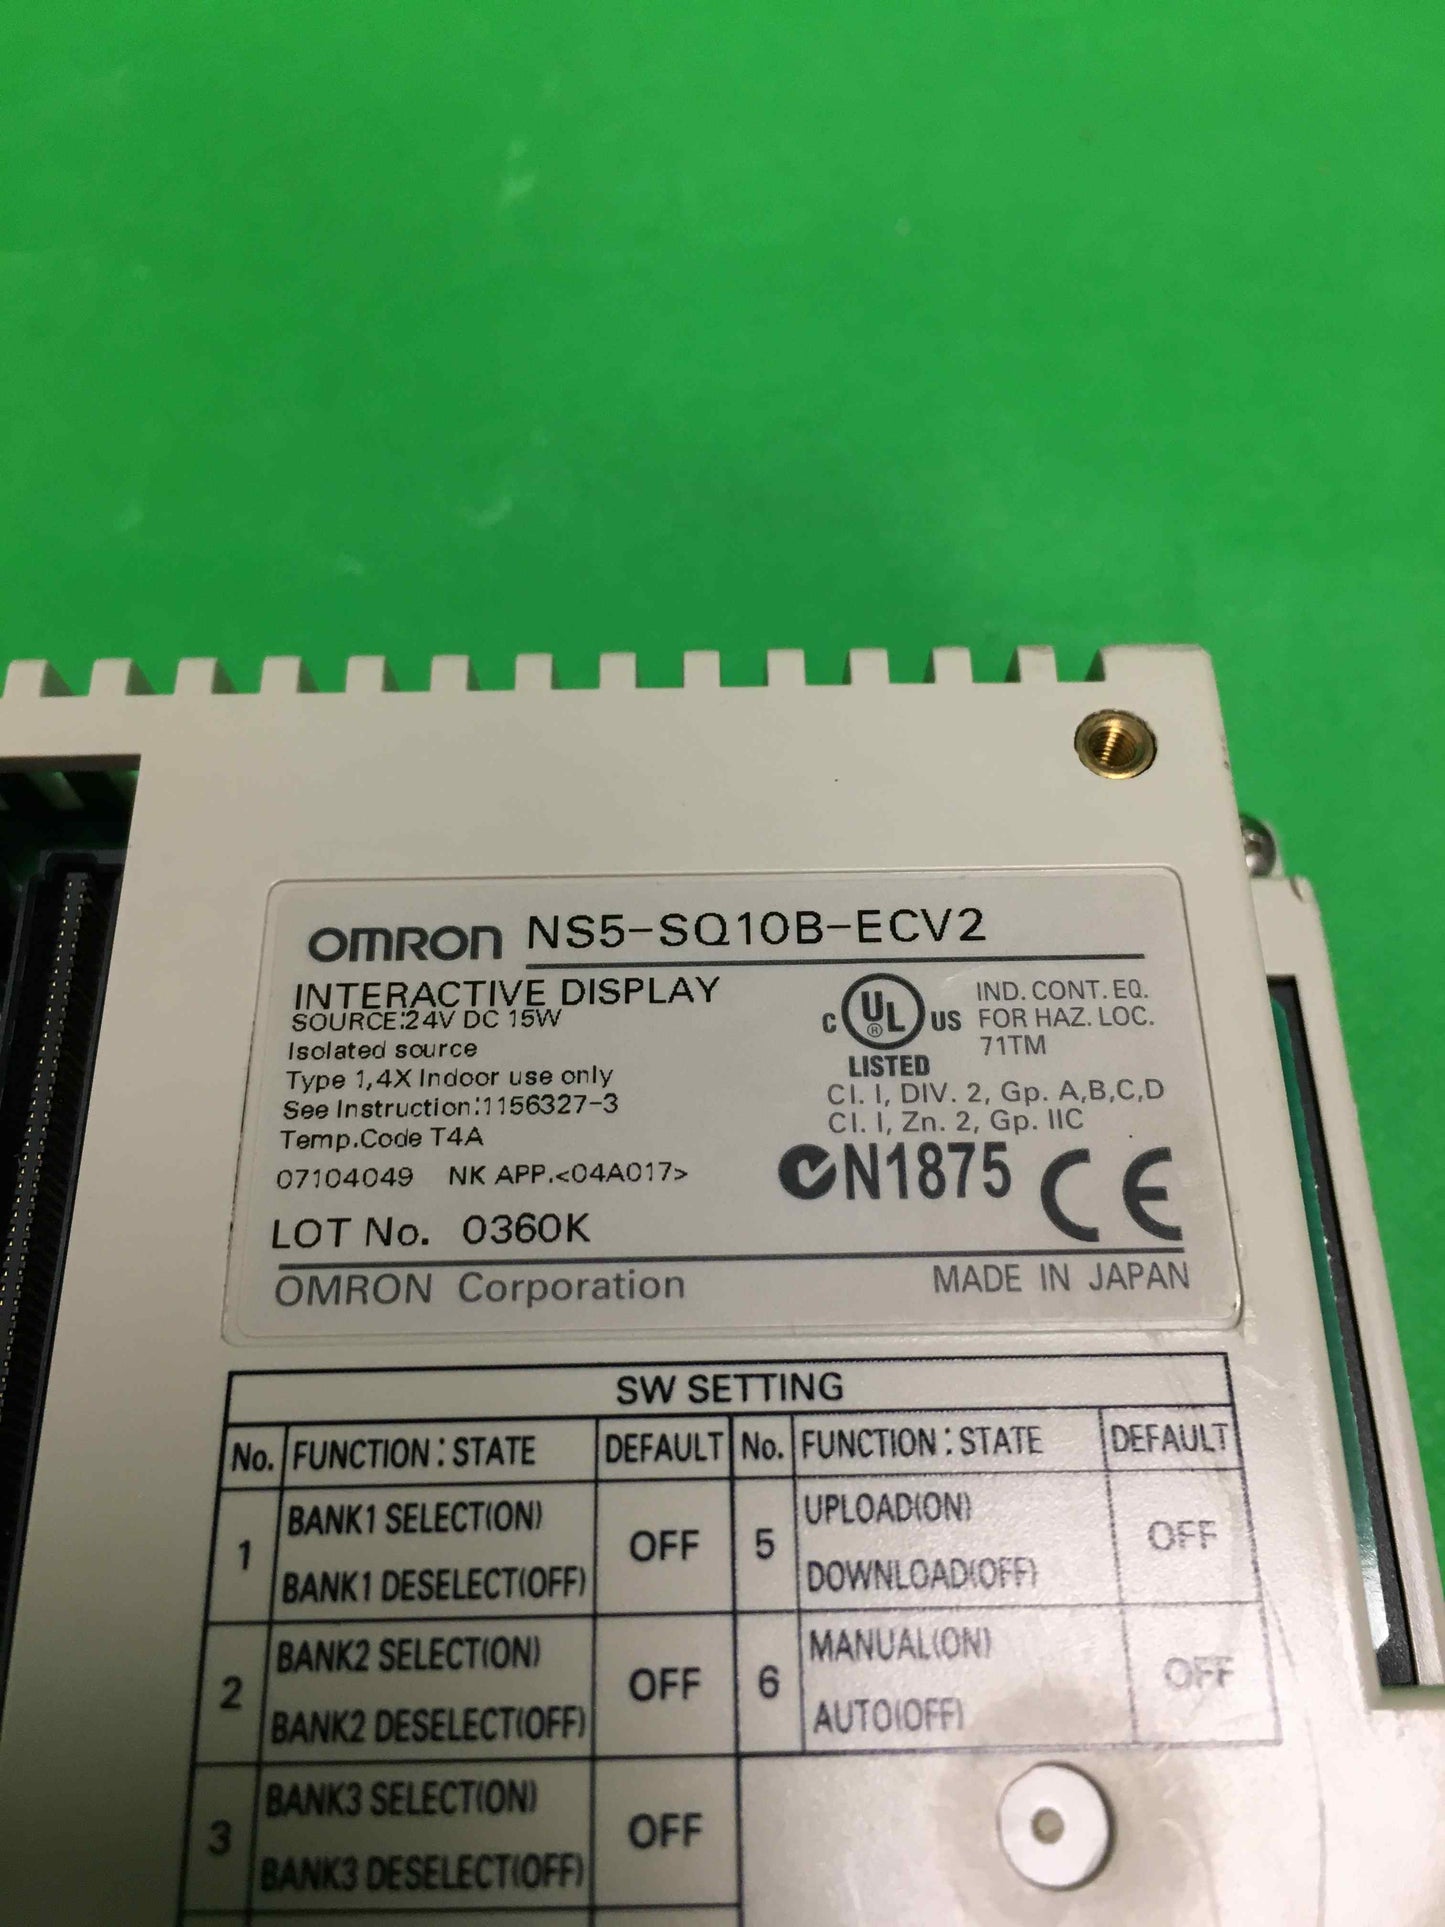 OMRON NS5-SQ10B-ECV2
INTERACTIVE DISPLAY
SOURCE:24V DC 15W
Isolated source
Type 1,4X Indoor use only
See Instruction:1156327-3
Temp.Code T4A
07104049 NK APP.<04A017>
LOT No. 0360K
C UL ® US
LISTED
IND. CONT. EQ.
FOR HAZ. LOC.
71TM
Cl. I, DIV. 2, Gp. A,B,C,D
Cl. I, Zn. 2, Gp. IIC
N1875 CE
OMRON Corporation MADE IN JAPAN
SW SETTING
No. FUNCTION:STATE DEFAULT No. FUNCTION:STATE DEFAULT
1 BANK1 SELECT(ON)
BANK1 DESELECT(OFF) OFF
5 UPLOAD(ON)
DOWNLOAD(OFF) OFF
2 BANK2 SELECT(ON)
BANK2 DESELECT(OFF) OFF
6 MANUAL(ON)
AUTO(OFF) OFF
3 BANK3 SELECT(ON)
BANK3 DESELECT(OFF) OFF